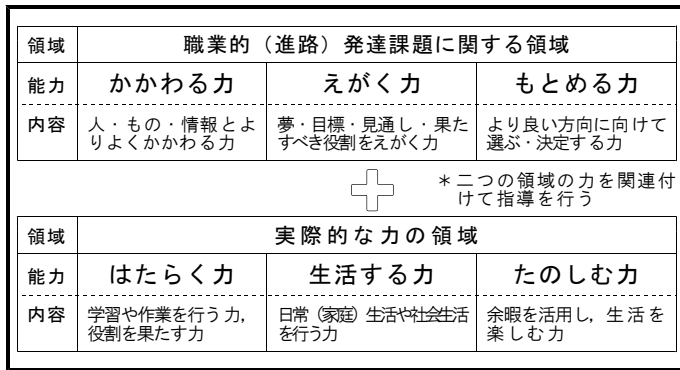 領域 職業的（進路）発達課題に関する領域
能力 かかわる力 えがく力 もとめる力
内容 人・もの・情報とよ 夢・目標・見通し・果た より良い方向に向けて
りよくかかわる力 すべき役割をえがく力 選ぶ・決定する力
＊二つの領域の力を関連付
けて指導を行う
領域 実際的な力の領域
能力 はたらく力 生活する力 たのしむ力
内容 学習や作業を行う力， 日常（家庭）生活や社会生活 余暇を活用し，生活を
役割を果たす力 を行う力 楽しむ力